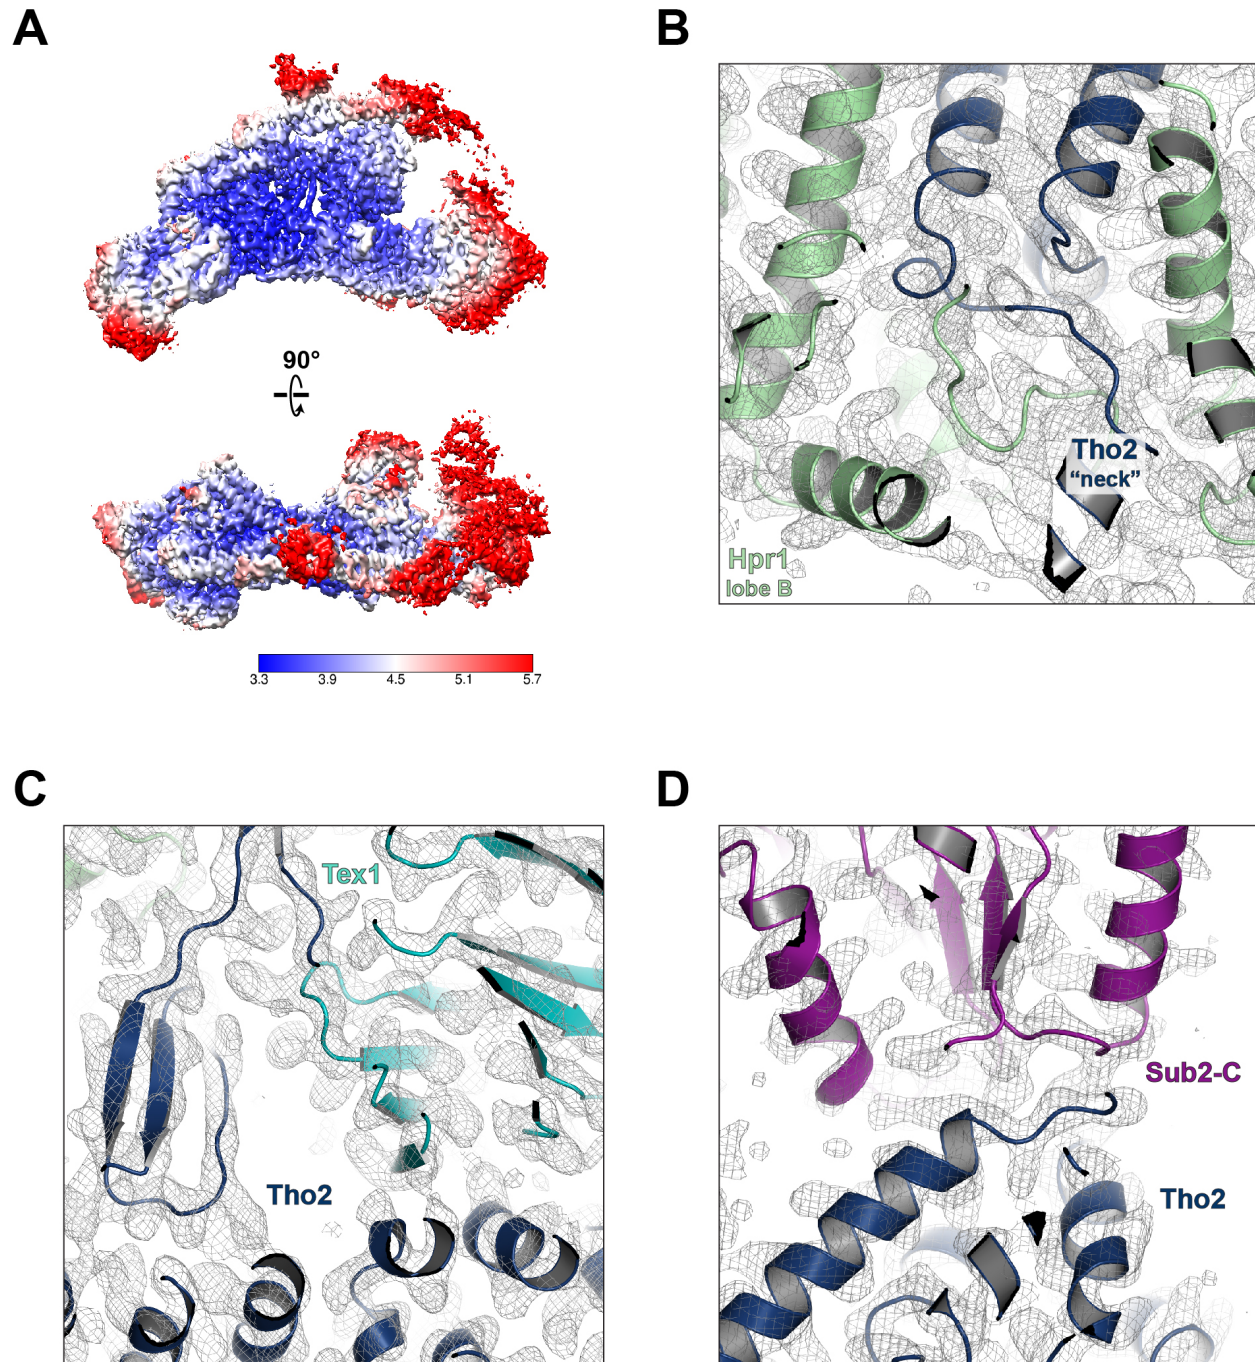 A
B
90°
3.3 3.9 4.5 5.1 5.7
Tho2
“neck”
Hpr1
lobe B
C
D
Tex1
Tho2
Sub2-C
Tho2